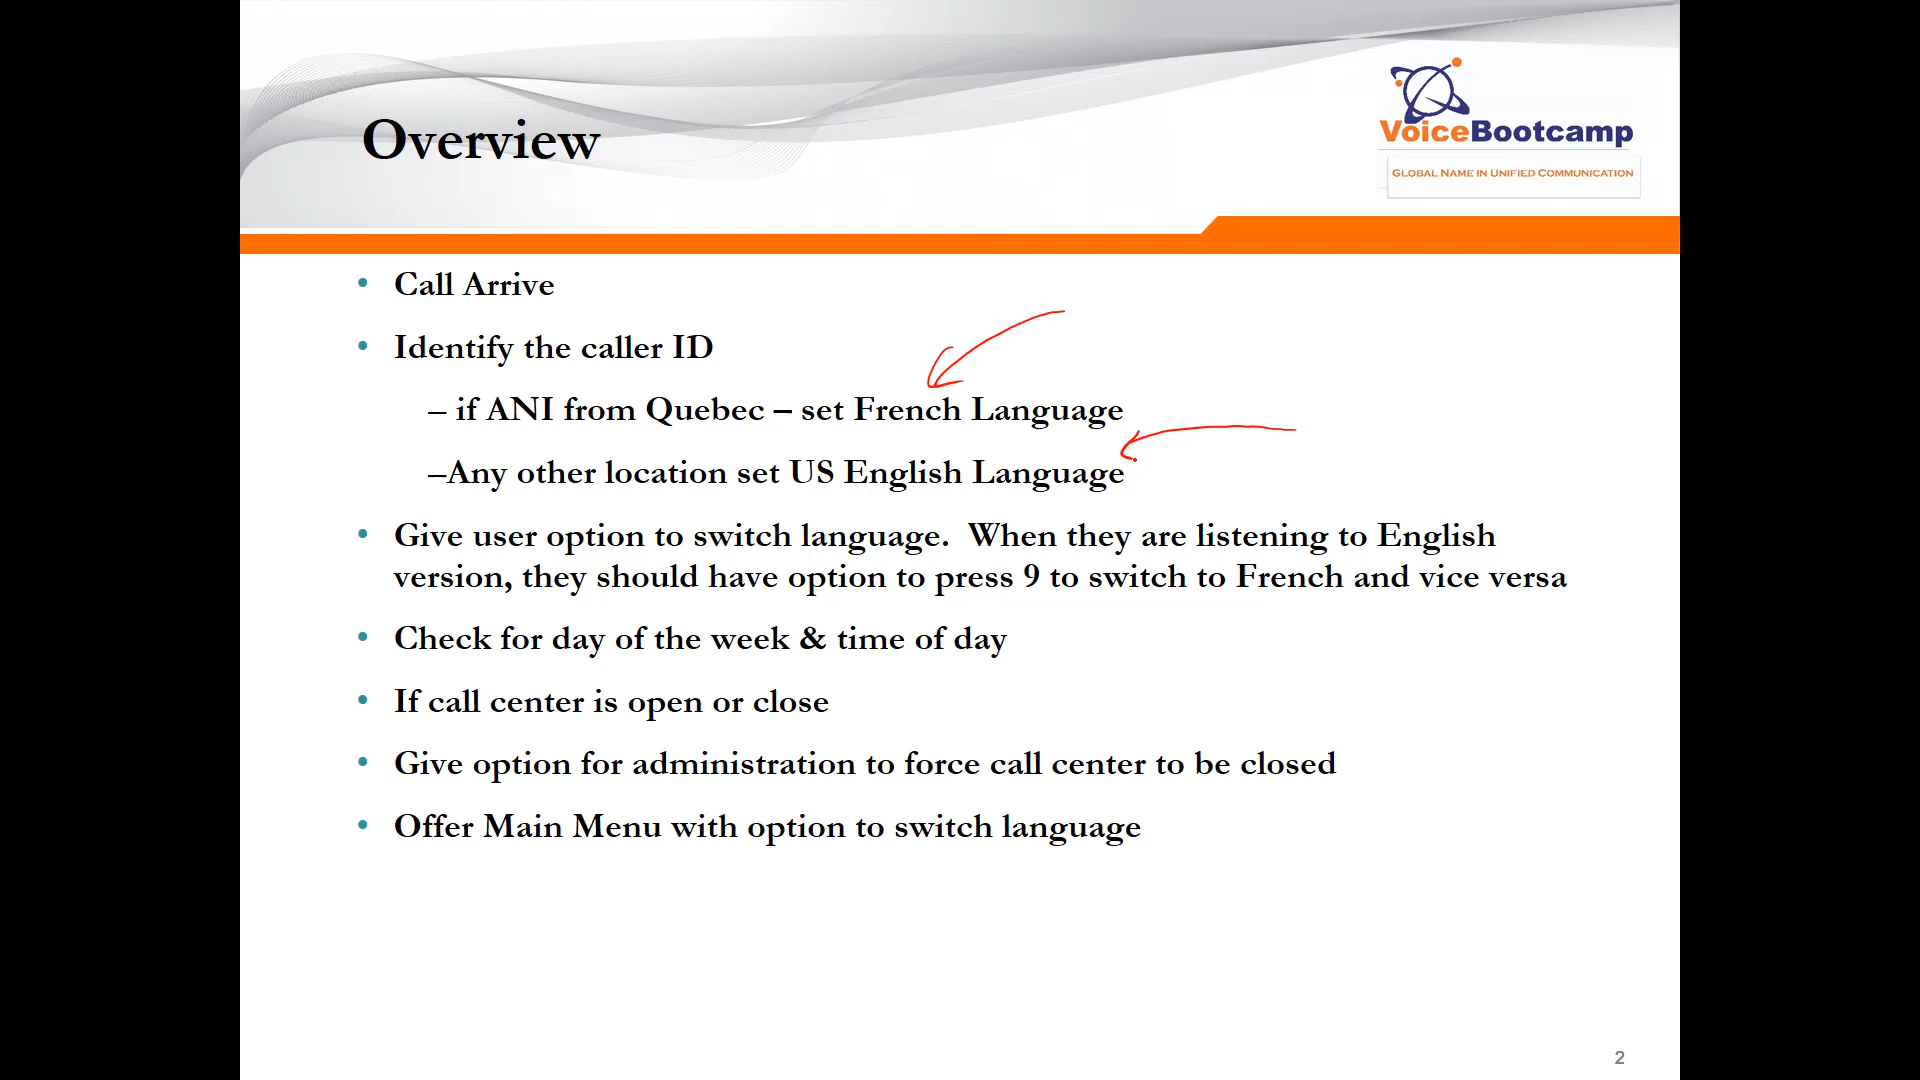 Overview
VoiceBootcamp
GLOBAL NAME IN UNIFIED COMMUNICATION
• Call Arrive
• Identify the caller ID
– if ANI from Quebec – set French Language
–Any other location set US English Language
• Give user option to switch language.  When they are listening to English
version, they should have option to press 9 to switch to French and vice versa
• Check for day of the week & time of day
• If call center is open or close
• Give option for administration to force call center to be closed
• Offer Main Menu with option to switch language
2